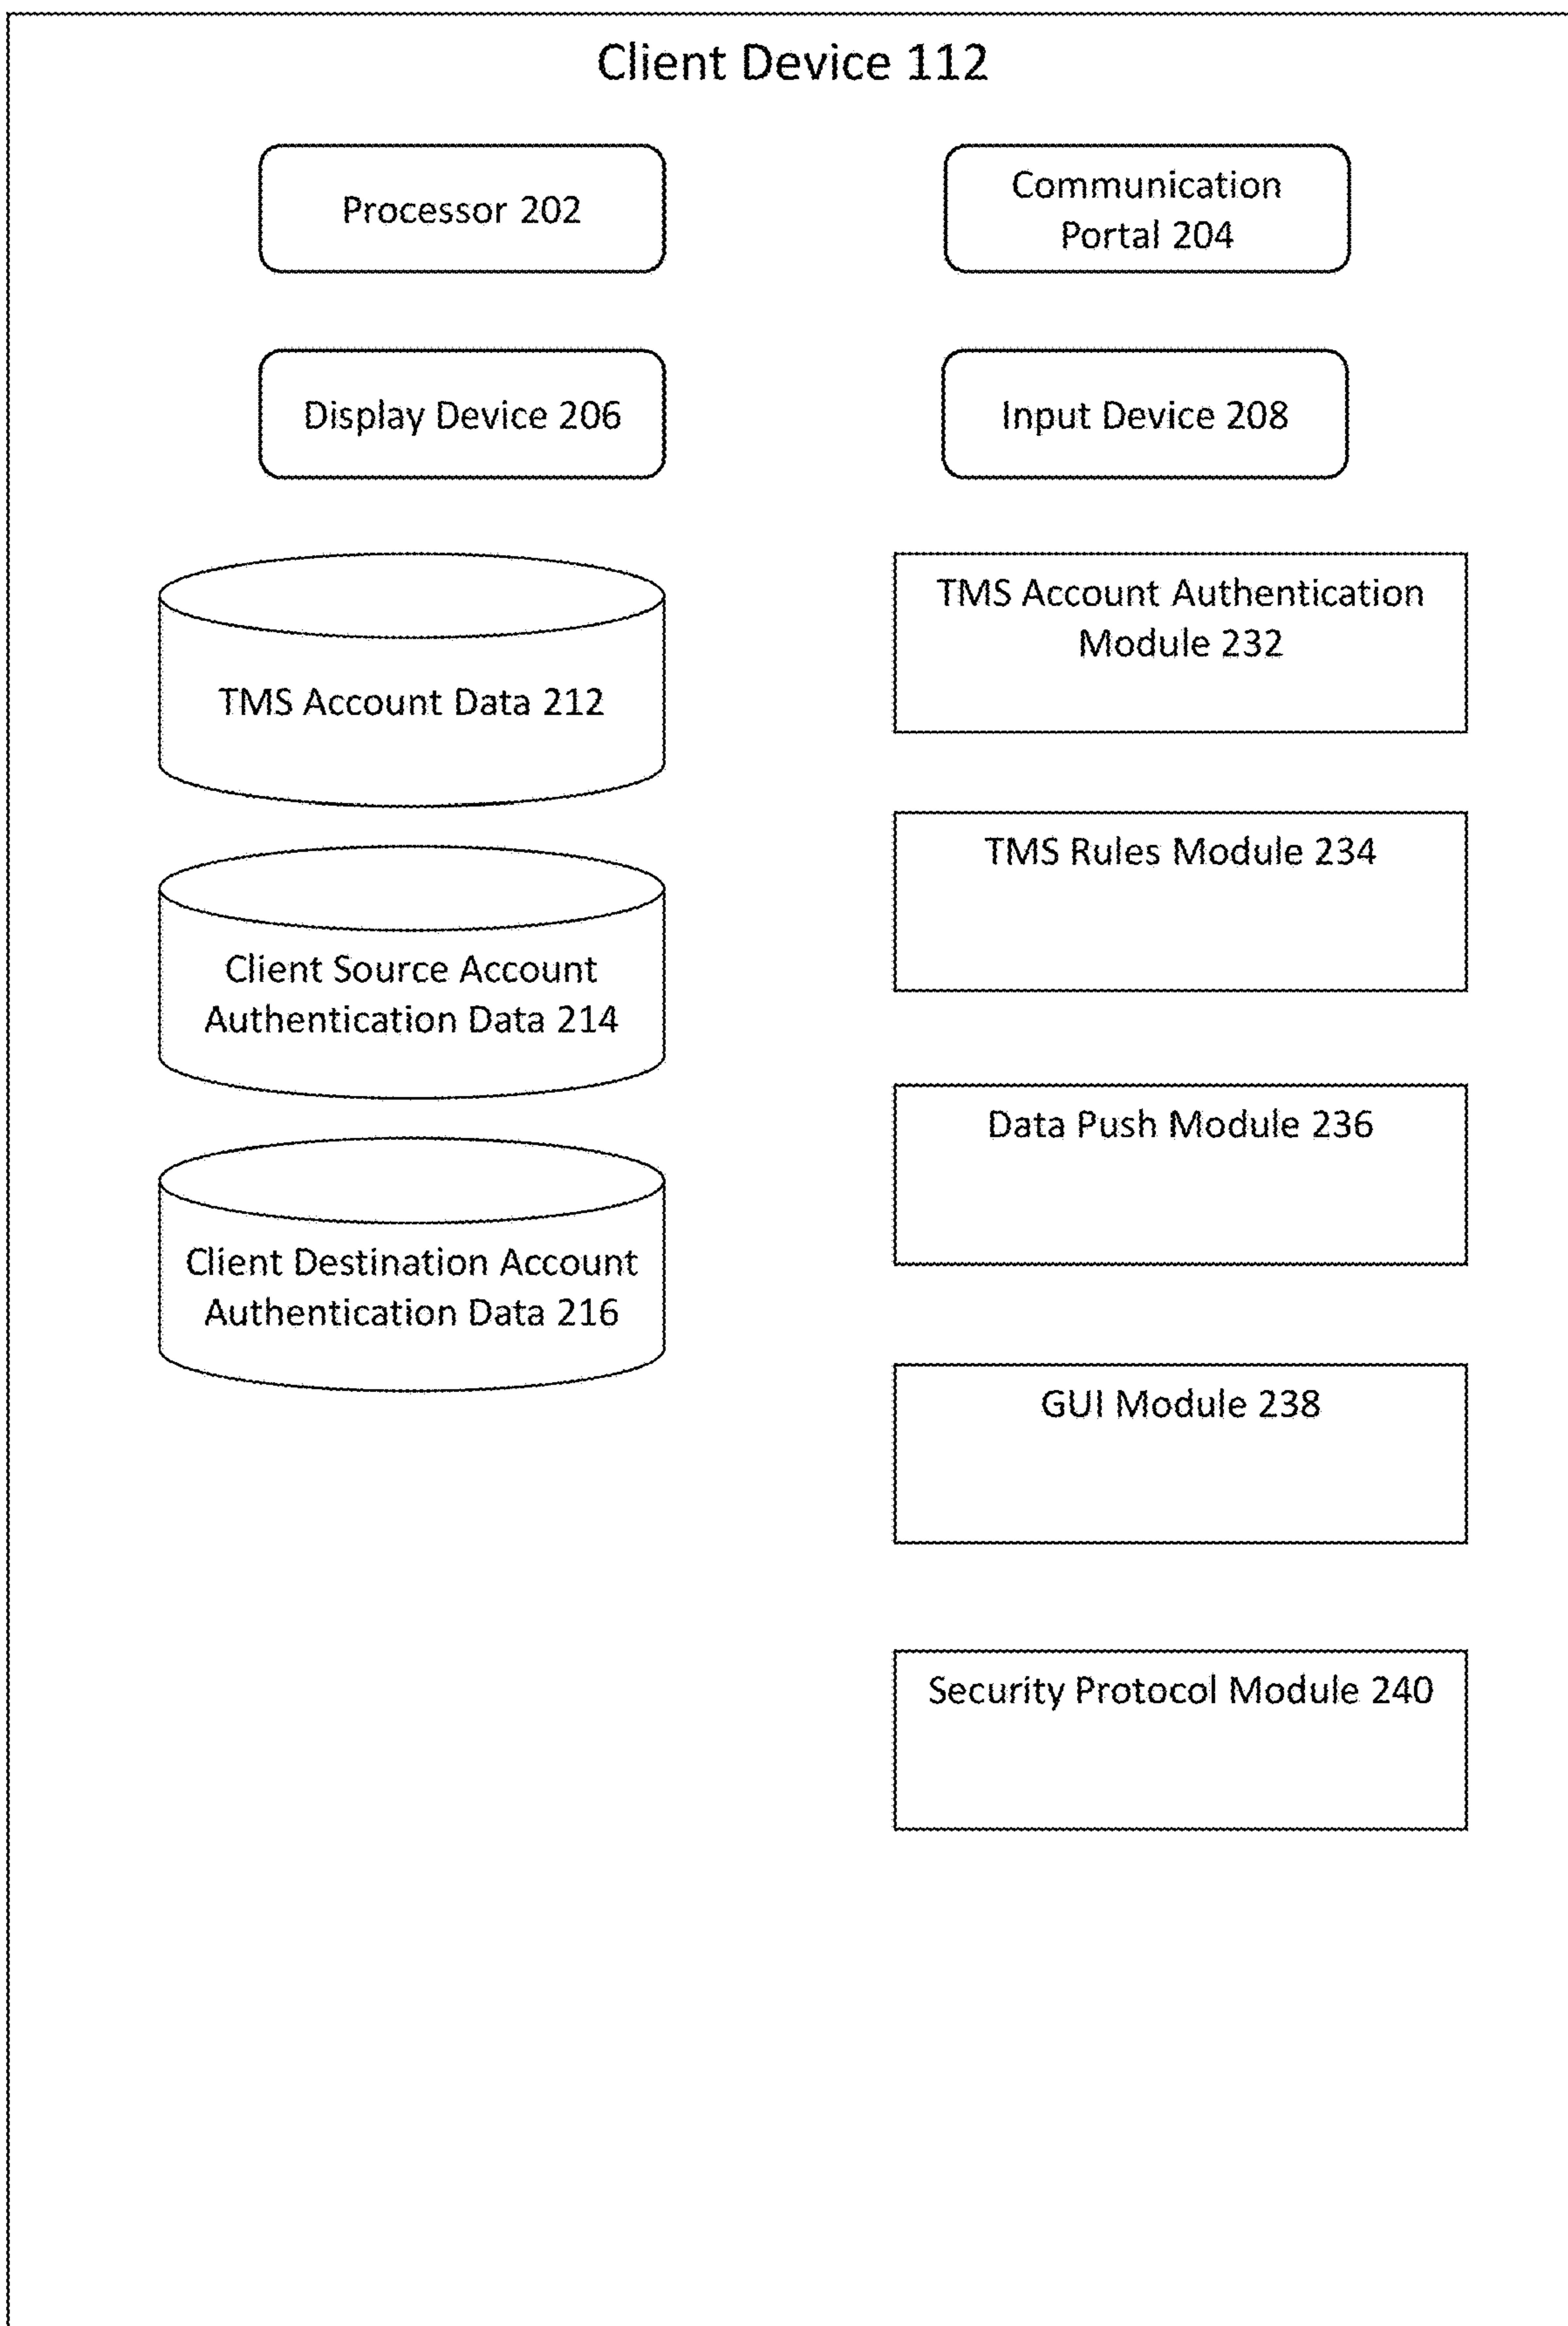 Client Device 112
Processor 202
Communication
Portal 204
Display Device 206
Input Device 208
TMS Account Data 212
Client Source Account
Authentication Data 214
Client Destination Account
Authentication Data 216
TMS Account Authentication
Module 232
TMS Rules Module 234
Data Push Module 236
GUI Module 238
Security Protocol Module 240